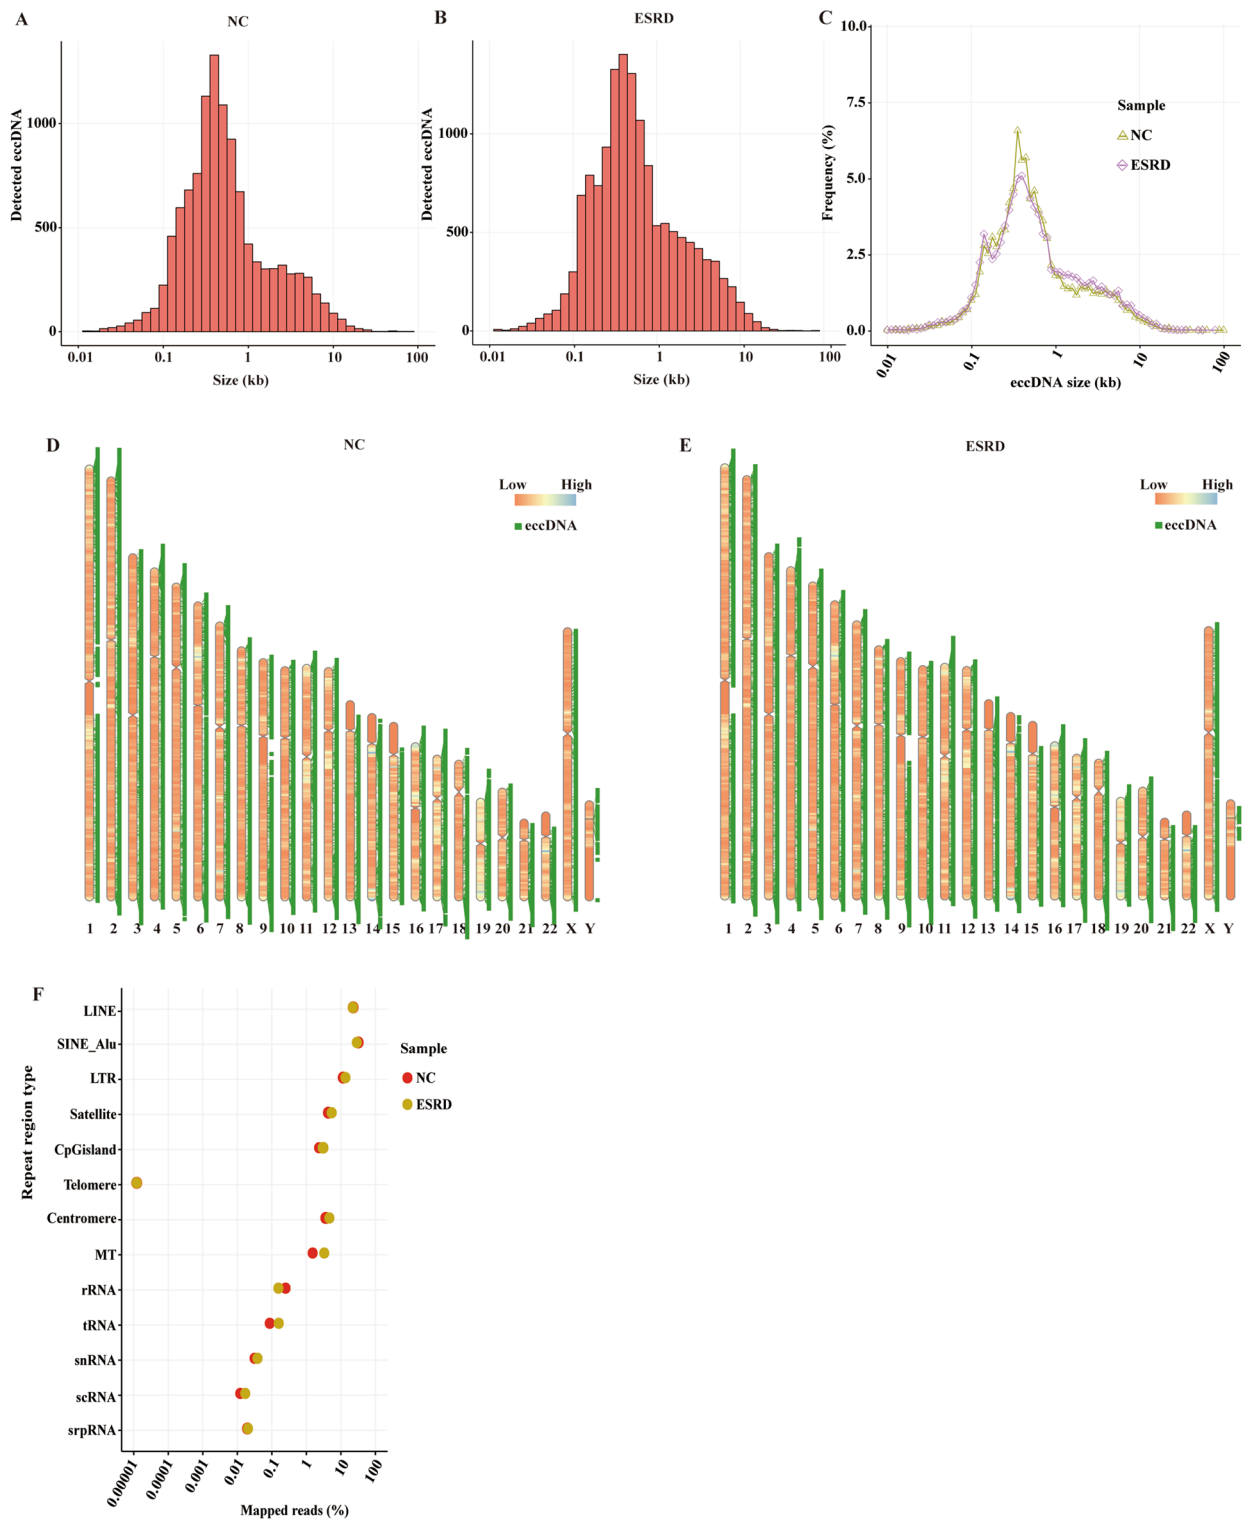 A
NC
Detected eccDNA
1000
500
0
0.01 0.1 1 10 100
Size (kb)
B
ESRD
Detected eccDNA
1000
500
0
0.01 0.1 1 10 100
Size (kb)
C
Frequency (%)
10.0
7.5
5.0
2.5
0.0
Sample
NC
ESRD
0.01 0.1 1 10 100
eccDNA size (kb)
D
NC
Low High
eccDNA
1 2 3 4 5 6 7 8 9 10 11 12 13 14 15 16 17 18 19 20 21 22 X Y
E
ESRD
Low High
eccDNA
1 2 3 4 5 6 7 8 9 10 11 12 13 14 15 16 17 18 19 20 21 22 X Y
F
Repeat region type
LINE
SINE_Alu
LTR
Satellite
CpGisland
Telomere
Centromere
MT
rRNA
tRNA
snRNA
scRNA
srpRNA
Sample
NC
ESRD
0.00001 0.0001 0.001 0.01 0.1 1 10 100
Mapped reads (%)